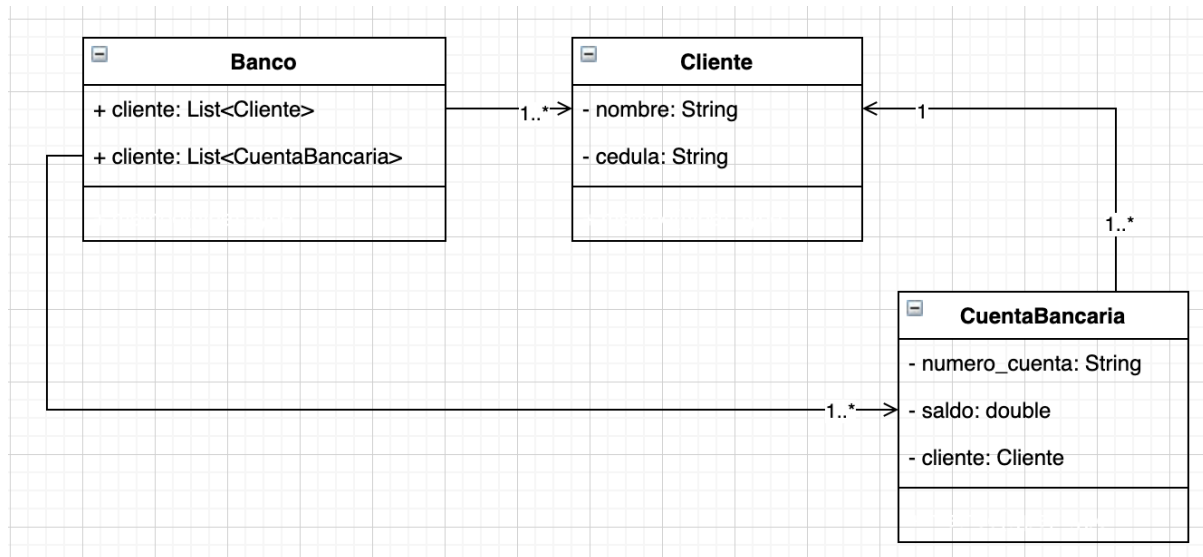 Banco
+ cliente: List<Cliente>
+ cliente: List<CuentaBancaria>
1..*
Cliente
- nombre: String
- cedula: String
1
1..*
CuentaBancaria
- numero_cuenta: String
- saldo: double
- cliente: Cliente
1..*